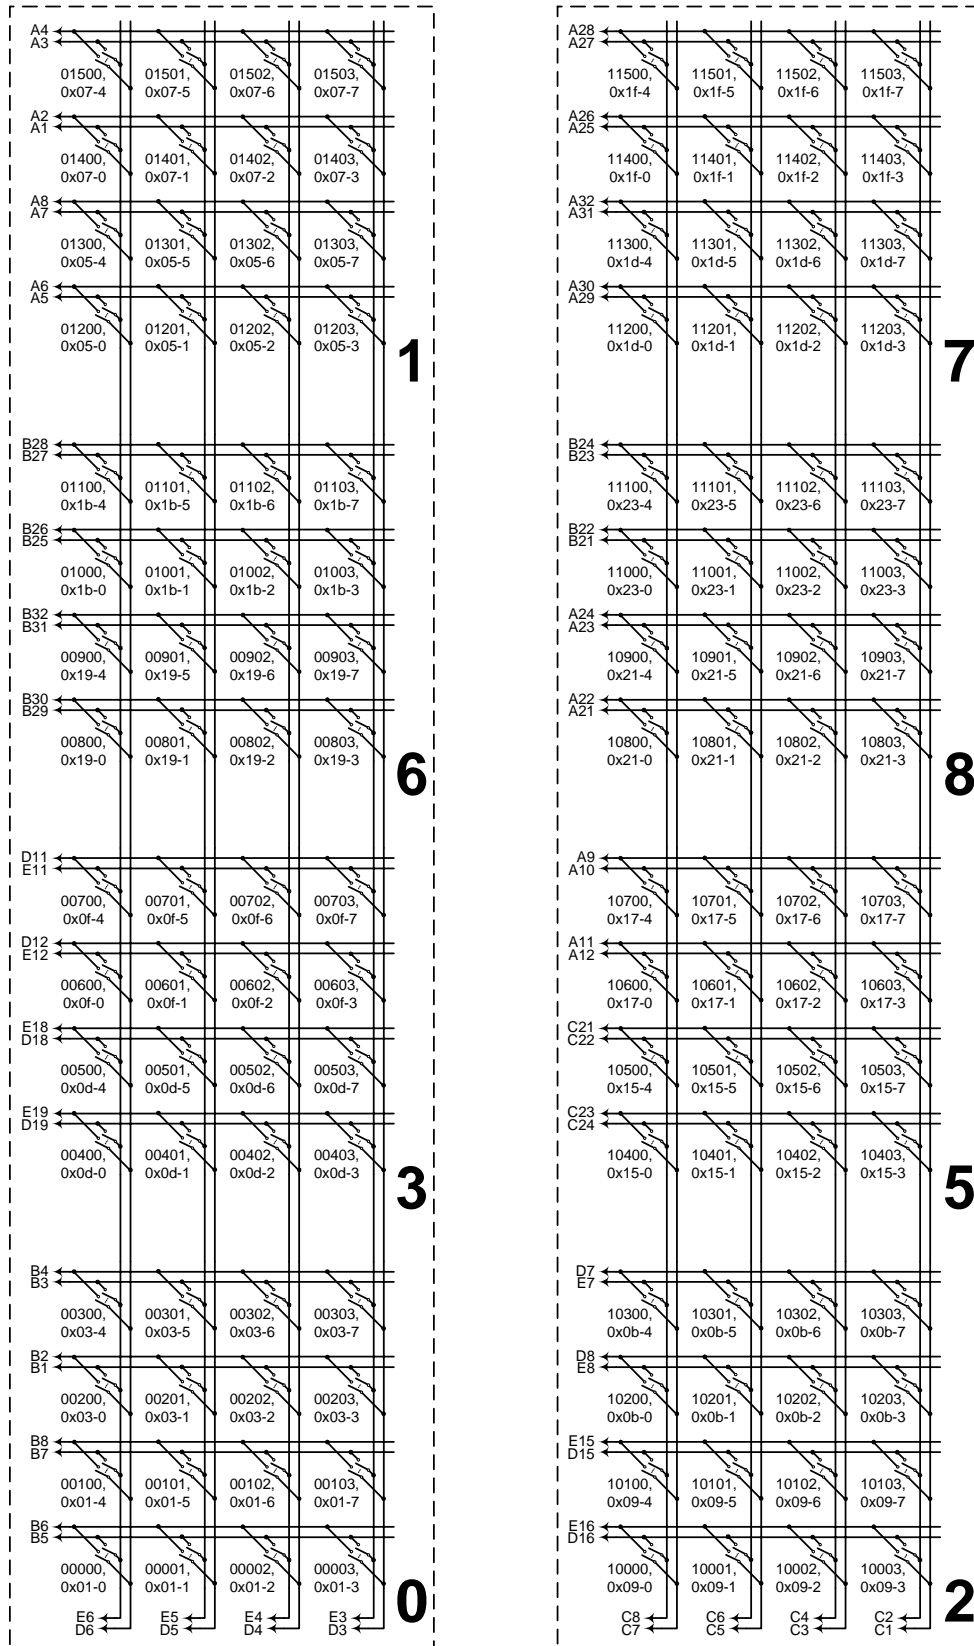 A4 A28
A3 A27
01500, 01501, 01502, 01503, 11500, 11501, 11502, 11503,
0x07-4 0x07-5 0x07-6 0x07-7 0x1f-4 0x1f-5 0x1f-6 0x1f-7
A2 A26
A1 A25
01400, 01401, 01402, 01403, 11400, 11401, 11402, 11403,
0x07-0 0x07-1 0x07-2 0x07-3 0x1f-0 0x1f-1 0x1f-2 0x1f-3
A8 A32
A7 A31
01300, 01301, 01302, 01303, 11300, 11301, 11302, 11303,
0x05-4 0x05-5 0x05-6 0x05-7 0x1d-4 0x1d-5 0x1d-6 0x1d-7
A6 A30
A5 A29
01200, 01201, 01202, 01203, 11200, 11201, 11202, 11203,
0x05-0 0x05-1 0x05-2 0x05-3 0x1d-0 0x1d-1 0x1d-2 0x1d-3
1 7
B28 B24
B27 B23
01100, 01101, 01102, 01103, 11100, 11101, 11102, 11103,
0x1b-4 0x1b-5 0x1b-6 0x1b-7 0x23-4 0x23-5 0x23-6 0x23-7
B26 B22
B25 B21
01000, 01001, 01002, 01003, 11000, 11001, 11002, 11003,
0x1b-0 0x1b-1 0x1b-2 0x1b-3 0x23-0 0x23-1 0x23-2 0x23-3
B32 A24
B31 A23
00900, 00901, 00902, 00903, 10900, 10901, 10902, 10903,
0x19-4 0x19-5 0x19-6 0x19-7 0x21-4 0x21-5 0x21-6 0x21-7
B30 A22
B29 A21
00800, 00801, 00802, 00803, 10800, 10801, 10802, 10803,
0x19-0 0x19-1 0x19-2 0x19-3 0x21-0 0x21-1 0x21-2 0x21-3
6 8
D11 A9
E11 A10
00700, 00701, 00702, 00703, 10700, 10701, 10702, 10703,
0x0f-4 0x0f-5 0x0f-6 0x0f-7 0x17-4 0x17-5 0x17-6 0x17-7
D12 A11
E12 A12
00600, 00601, 00602, 00603, 10600, 10601, 10602, 10603,
0x0f-0 0x0f-1 0x0f-2 0x0f-3 0x17-0 0x17-1 0x17-2 0x17-3
E18 C21
D18 C22
00500, 00501, 00502, 00503, 10500, 10501, 10502, 10503,
0x0d-4 0x0d-5 0x0d-6 0x0d-7 0x15-4 0x15-5 0x15-6 0x15-7
E19 C23
D19 C24
00400, 00401, 00402, 00403, 10400, 10401, 10402, 10403,
0x0d-0 0x0d-1 0x0d-2 0x0d-3 0x15-0 0x15-1 0x15-2 0x15-3
3 5
B4 D7
B3 E7
00300, 00301, 00302, 00303, 10300, 10301, 10302, 10303,
0x03-4 0x03-5 0x03-6 0x03-7 0x0b-4 0x0b-5 0x0b-6 0x0b-7
B2 D8
B1 E8
00200, 00201, 00202, 00203, 10200, 10201, 10202, 10203,
0x03-0 0x03-1 0x03-2 0x03-3 0x0b-0 0x0b-1 0x0b-2 0x0b-3
B8 E15
B7 D15
00100, 00101, 00102, 00103, 10100, 10101, 10102, 10103,
0x01-4 0x01-5 0x01-6 0x01-7 0x09-4 0x09-5 0x09-6 0x09-7
B6 E16
B5 D16
00000, 00001, 00002, 00003, 10000, 10001, 10002, 10003,
0x01-0 0x01-1 0x01-2 0x01-3 0x09-0 0x09-1 0x09-2 0x09-3
0 2
E6 E5 E4 E3 C8 C6 C4 C2
D6 D5 D4 D3 C7 C5 C3 C1